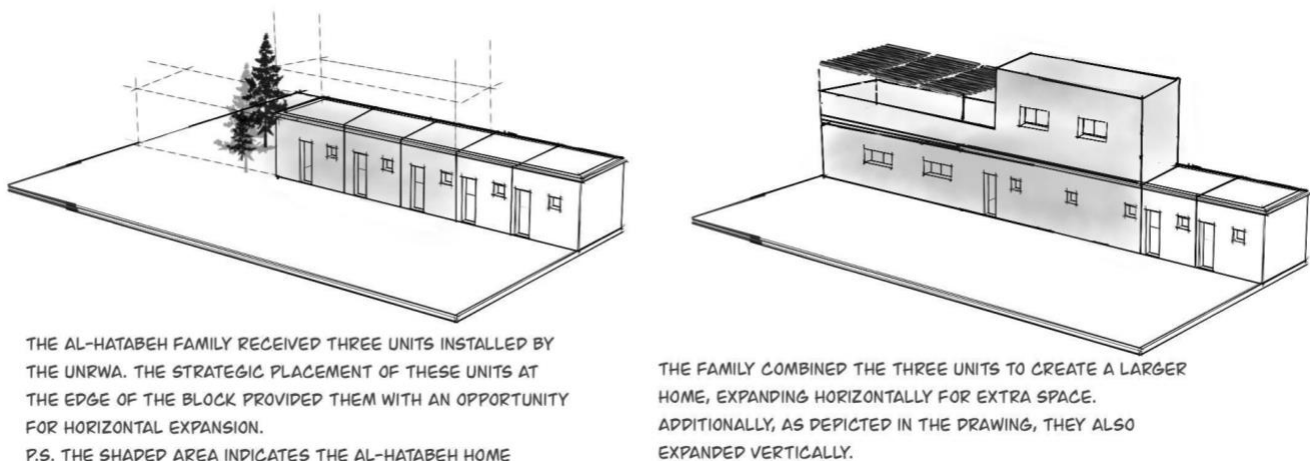 THE AL-HATABEH FAMILY RECEIVED THREE UNITS INSTALLED BY
THE UNRWA. THE STRATEGIC PLACEMENT OF THESE UNITS AT
THE EDGE OF THE BLOCK PROVIDED THEM WITH AN OPPORTUNITY
FOR HORIZONTAL EXPANSION.
P.S. THE SHADED AREA INDICATES THE AL-HATABEH HOME
THE FAMILY COMBINED THE THREE UNITS TO CREATE A LARGER
HOME, EXPANDING HORIZONTALLY FOR EXTRA SPACE.
ADDITIONALLY, AS DEPICTED IN THE DRAWING, THEY ALSO
EXPANDED VERTICALLY.